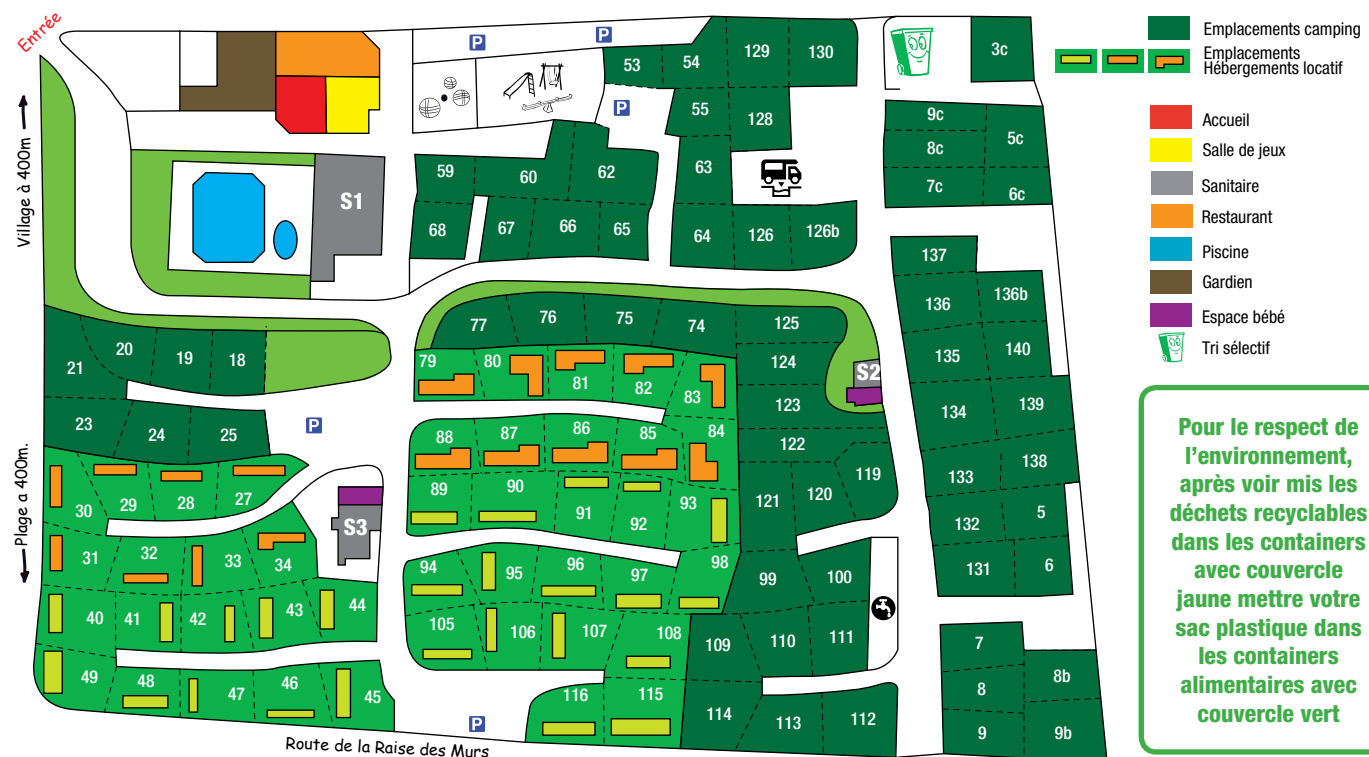 Entrée
Village à 400m
Plage a 400m.
Route de la Raise des Murs
P
P
P
P
P
S1
S2
S3
53
54
129
130
3c
55
128
9c
5c
8c
7c
6c
59
60
62
63
68
67
66
65
64
126
126b
137
136
136b
77
76
75
74
125
21
20
19
18
79
80
81
82
83
124
135
140
123
134
139
23
24
25
88
87
86
85
84
122
119
133
138
30
29
28
27
89
90
91
92
93
121
120
132
5
31
32
33
34
94
95
96
97
98
99
100
131
6
40
41
42
43
44
105
106
107
108
109
110
111
7
49
48
47
46
45
116
115
114
113
112
8
8b
9
9b
Emplacements camping
Emplacements
Hébergements locatif
Accueil
Salle de jeux
Sanitaire
Restaurant
Piscine
Gardien
Espace bébé
Tri sélectif
Pour le respect de
l'environnement,
après voir mis les
déchets recyclables
dans les containers
avec couvercle
jaune mettre votre
sac plastique dans
les containers
alimentaires avec
couvercle vert